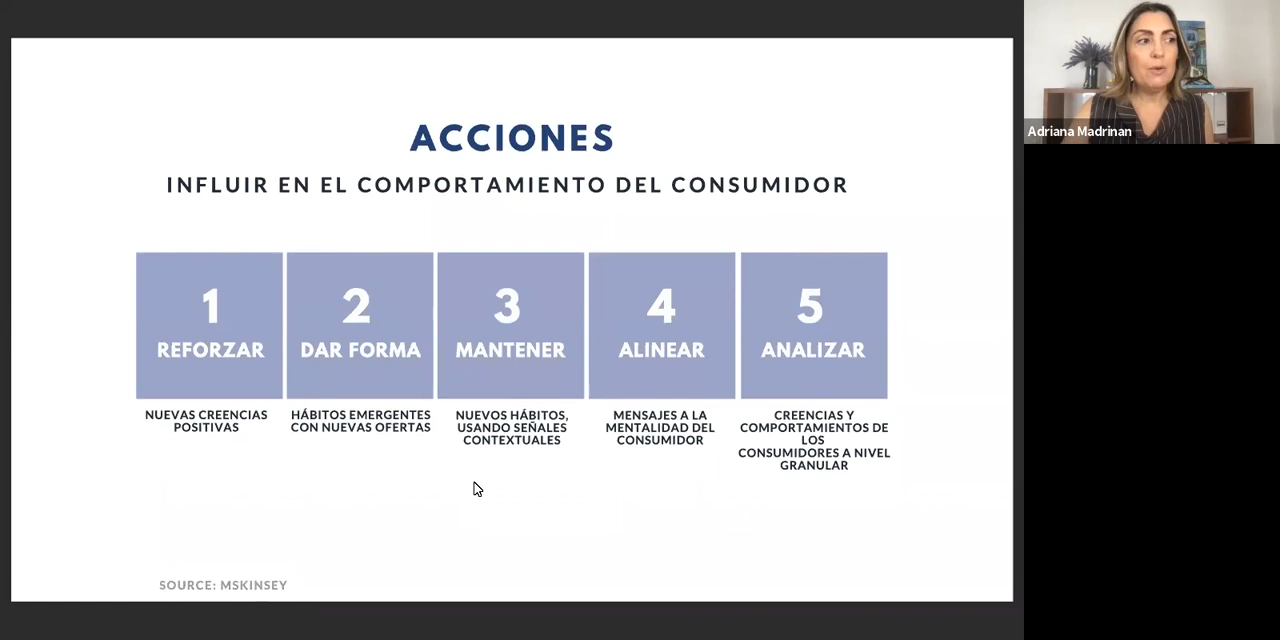 ACCIONES
INFLUIR EN EL COMPORTAMIENTO DEL CONSUMIDOR
1
REFORZAR
NUEVAS CREENCIAS
POSITIVAS
2
DAR FORMA
HÁBITOS EMERGENTES
CON NUEVAS OFERTAS
3
MANTENER
NUEVOS HÁBITOS,
USANDO SEÑALES
CONTEXTUALES
4
ALINEAR
MENSAJES A LA
MENTALIDAD DEL
CONSUMIDOR
5
ANALIZAR
CREENCIAS Y
COMPORTAMIENTOS DE
LOS
CONSUMIDORES A NIVEL
GRANULAR
SOURCE: MSKINSEY
Adriana Madrinan